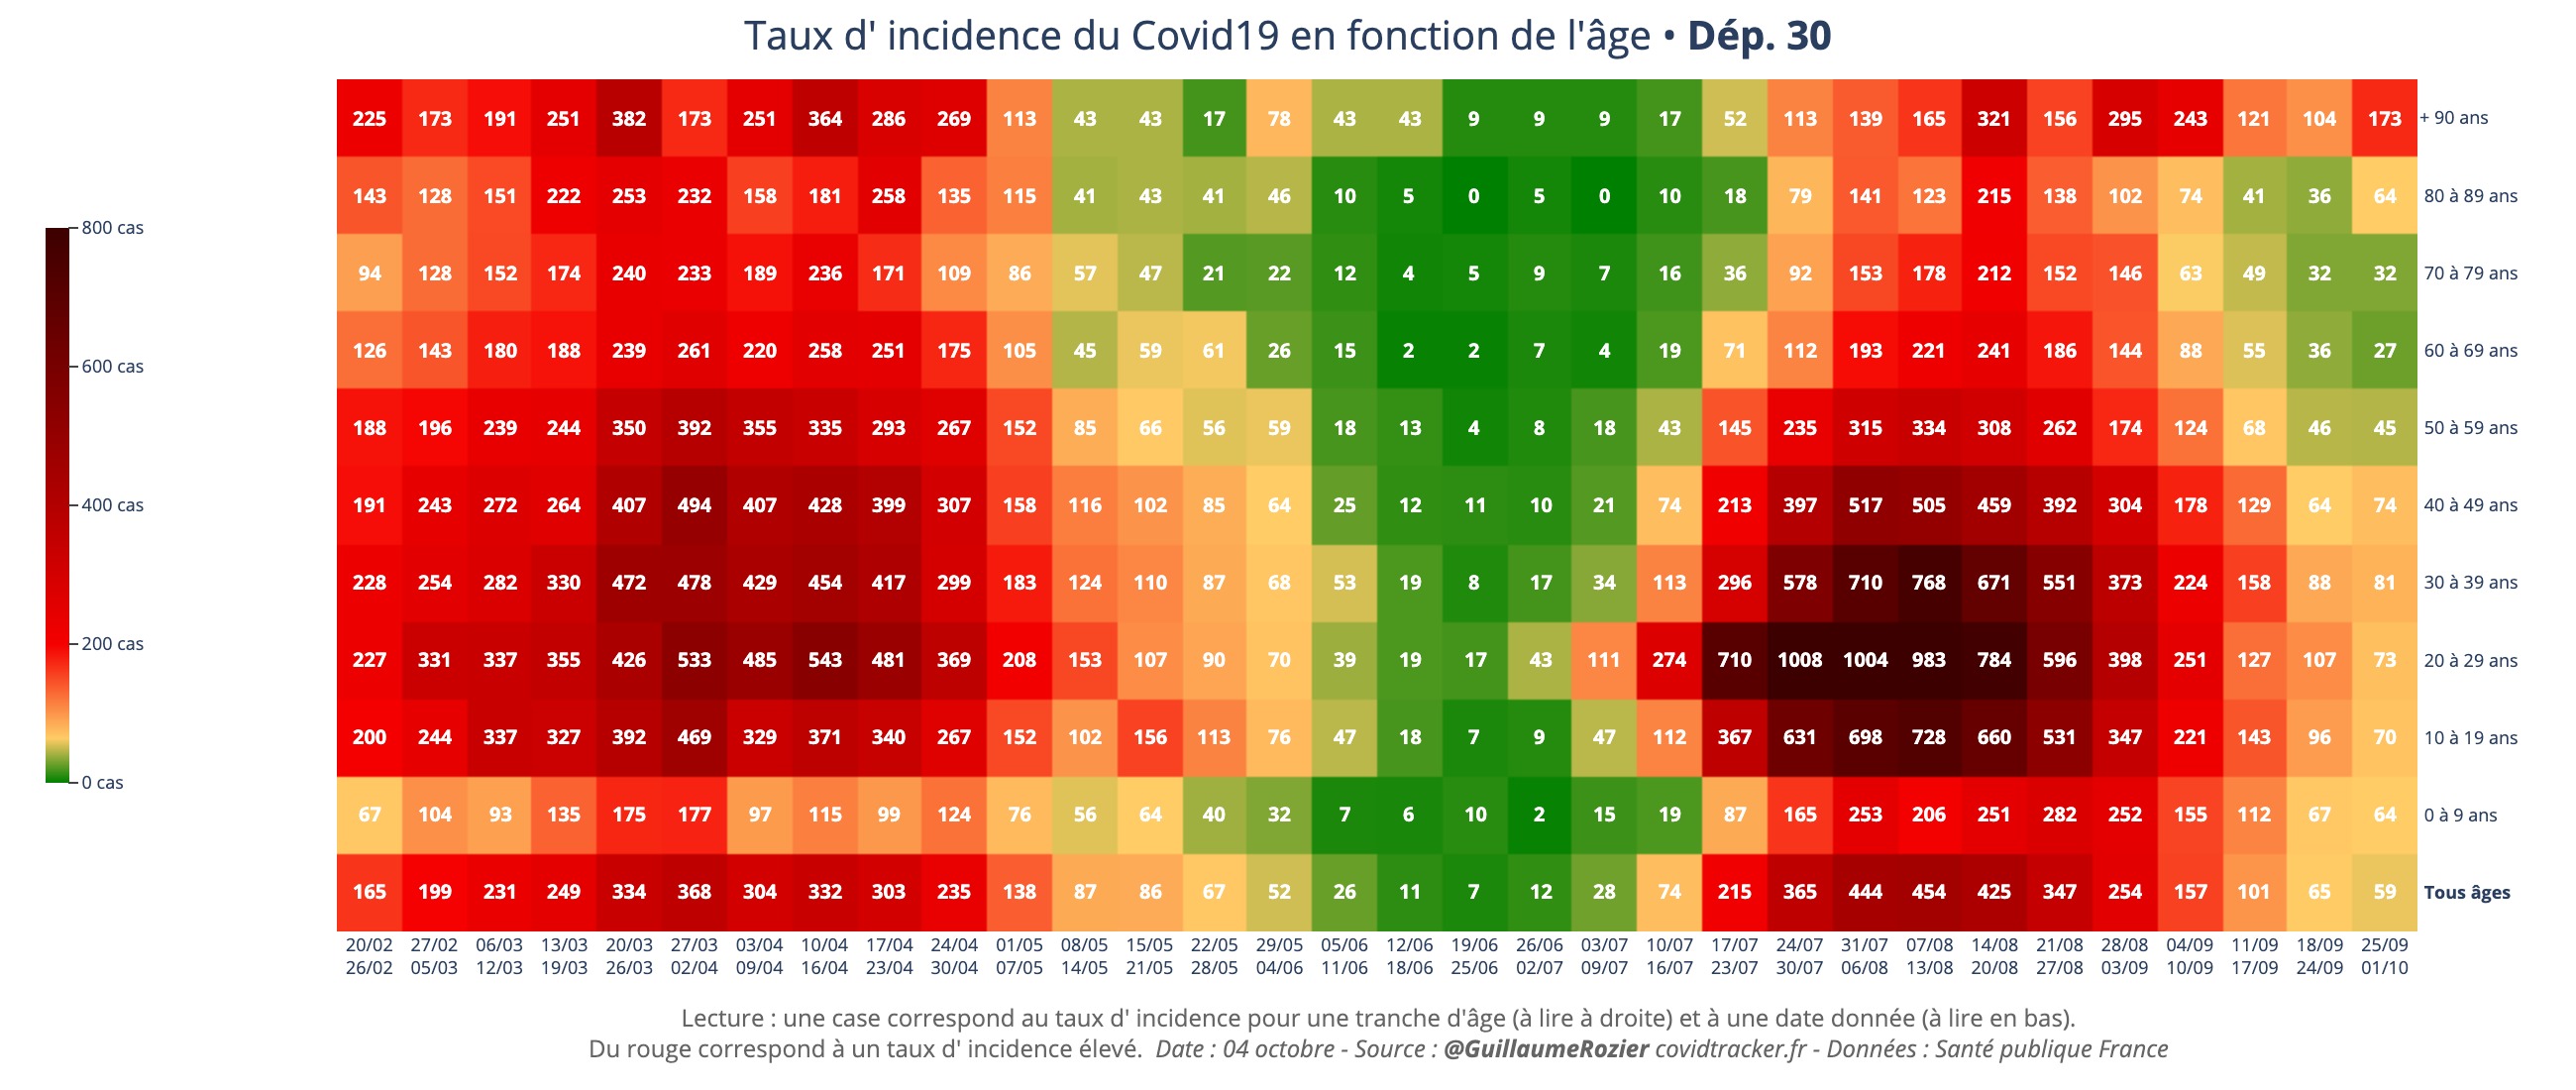 Taux d' incidence du Covid19 en fonction de l'âge • Dép. 30
800 cas
600 cas
400 cas
200 cas
0 cas
225 173 191 251 382 173 251 364 286 269 113 43 43 17 78 43 43 9 9 9 17 52 113 139 165 321 156 295 243 121 104 173 + 90 ans
143 128 151 222 253 232 158 181 258 135 115 41 43 41 46 10 5 0 5 0 10 18 79 141 123 215 138 102 74 41 36 64 80 à 89 ans
94 128 152 174 240 233 189 236 171 109 86 57 47 21 22 12 4 5 9 7 16 36 92 153 178 212 152 146 63 49 32 32 70 à 79 ans
126 143 180 188 239 261 220 258 251 175 105 45 59 61 26 15 2 2 7 4 19 71 112 193 221 241 186 144 88 55 36 27 60 à 69 ans
188 196 239 244 350 392 355 335 293 267 152 85 66 56 59 18 13 4 8 18 43 145 235 315 334 308 262 174 124 68 46 45 50 à 59 ans
191 243 272 264 407 494 407 428 399 307 158 116 102 85 64 25 12 11 10 21 74 213 397 517 505 459 392 304 178 129 64 74 40 à 49 ans
228 254 282 330 472 478 429 454 417 299 183 124 110 87 68 53 19 8 17 34 113 296 578 710 768 671 551 373 224 158 88 81 30 à 39 ans
227 331 337 355 426 533 485 543 481 369 208 153 107 90 70 39 19 17 43 111 274 710 1008 1004 983 784 596 398 251 127 107 73 20 à 29 ans
200 244 337 327 392 469 329 371 340 267 152 102 156 113 76 47 18 7 9 47 112 367 631 698 728 660 531 347 221 143 96 70 10 à 19 ans
67 104 93 135 175 177 97 115 99 124 76 56 64 40 32 7 6 10 2 15 19 87 165 253 206 251 282 252 155 112 67 64 0 à 9 ans
165 199 231 249 334 368 304 332 303 235 138 87 86 67 52 26 11 7 12 28 74 215 365 444 454 425 347 254 157 101 65 59 Tous âges
20/02 27/02 06/03 13/03 20/03 27/03 03/04 10/04 17/04 24/04 01/05 08/05 15/05 22/05 29/05 05/06 12/06 19/06 26/06 03/07 10/07 17/07 24/07 31/07 07/08 14/08 21/08 28/08 04/09 11/09 18/09 25/09
26/02 05/03 12/03 19/03 26/03 02/04 09/04 16/04 23/04 30/04 07/05 14/05 21/05 28/05 04/06 11/06 18/06 25/06 02/07 09/07 16/07 23/07 30/07 06/08 13/08 20/08 27/08 03/09 10/09 17/09 24/09 01/10
Lecture : une case correspond au taux d' incidence pour une tranche d'âge (à lire à droite) et à une date donnée (à lire en bas).
Du rouge correspond à un taux d' incidence élevé. Date : 04 octobre - Source : @GuillaumeRozier covidtracker.fr - Données : Santé publique France